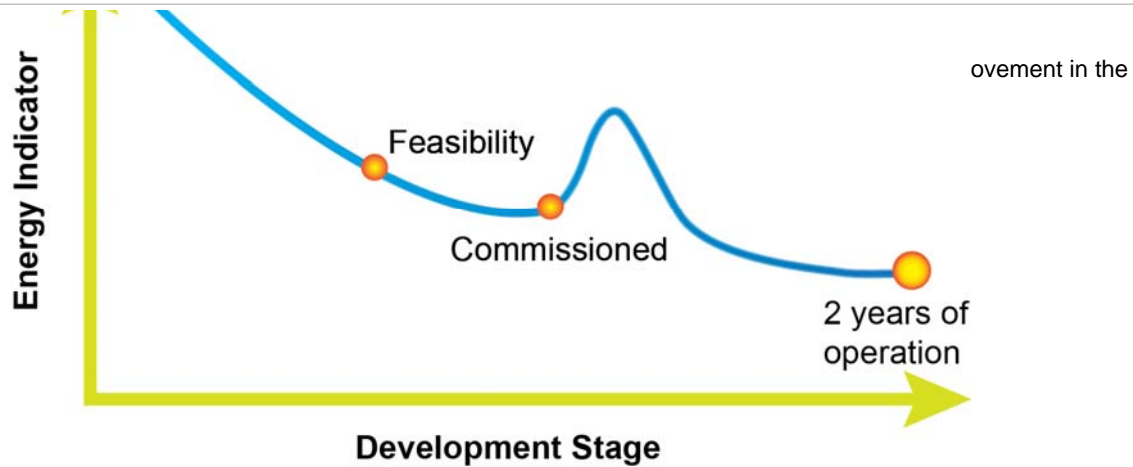 ovement in the
Energy Indicator
Feasibility
Commissioned
2 years of
operation
Development Stage